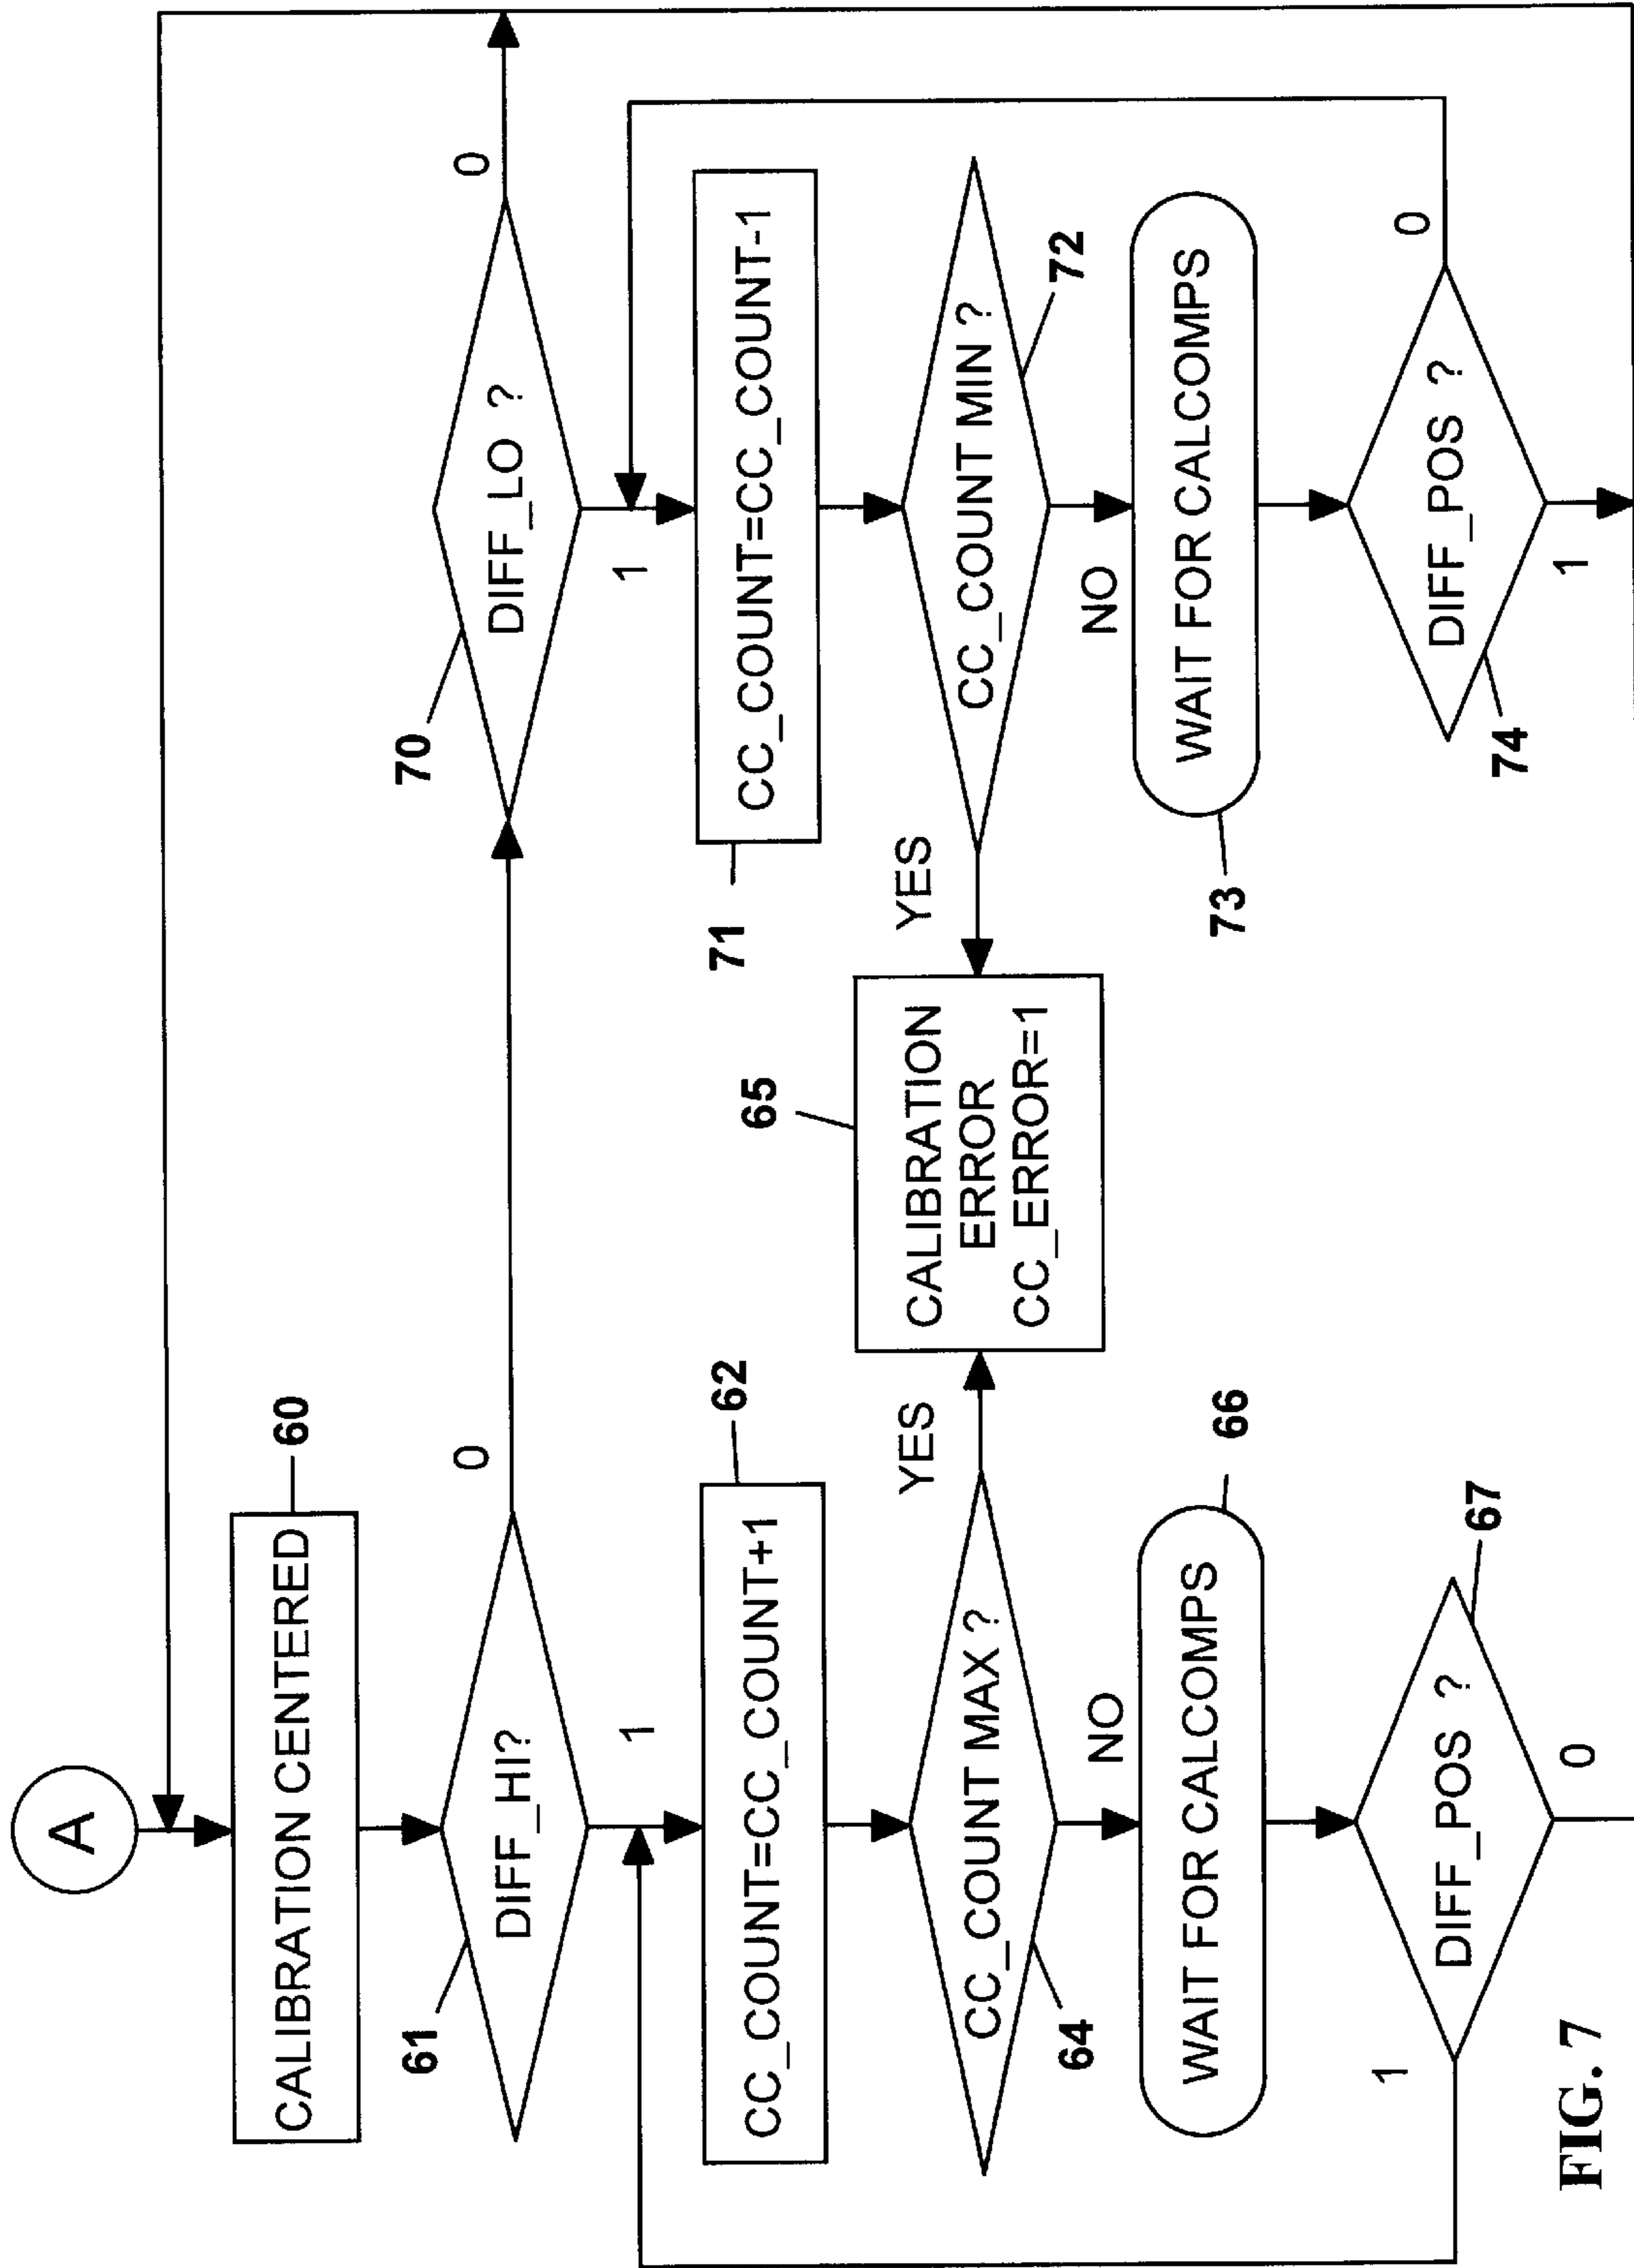 A
CALIBRATION CENTERED
60
61
DIFF_HI?
0
1
70
DIFF_LO ?
0
1
CC_COUNT=CC_COUNT+1
62
71
CC_COUNT=CC_COUNT-1
64
CC_COUNT MAX ?
YES
NO
65
CALIBRATION
ERROR
CC_ERROR=1
YES
CC_COUNT MIN ?
72
NO
WAIT FOR CALCOMPS
66
73
WAIT FOR CALCOMPS
1
DIFF_POS ?
67
0
74
DIFF_POS ?
0
1
FIG. 7